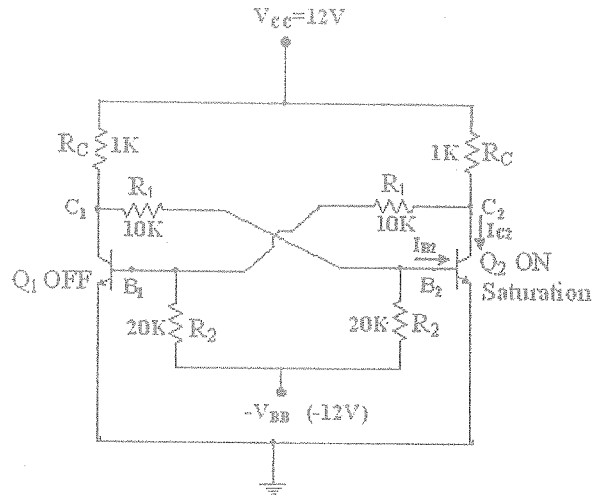 V_CC=12V
R_C 1K
1K R_C
C_1
R_1
10K
R_1
10K
C_2
I_C2
I_B2
Q_1 OFF
B_1
B_2
Q_2 ON
Saturation
20K R_2
20K R_2
-V_BB (-12V)